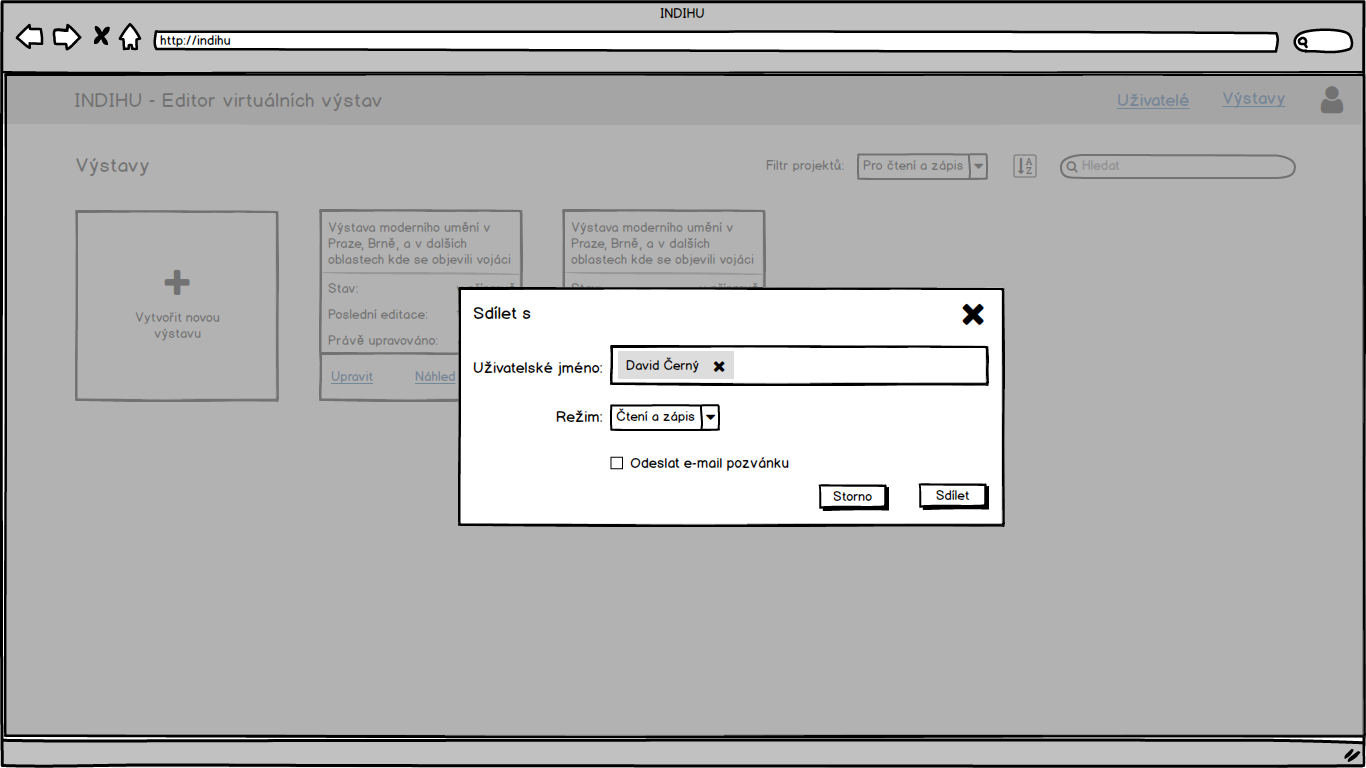 INDIHU
http://indihu
INDIHU - Editor virtuálních výstav
Uživatelé
Výstavy
Výstavy
Filtr projektů:
Pro čtení a zápis
A
Z
Hledat
Vytvořit novou
výstavu
Výstava moderního umění v
Praze, Brně, a v dalších
oblastech kde se objevili vojáci
Stav:
Poslední editace:
Právě upravováno:
Upravit
Náhled
Výstava moderního umění v
Praze, Brně, a v dalších
oblastech kde se objevili vojáci
Sdílet s
Uživatelské jméno:
David Černý
Režim:
Čtení a zápis
Odeslat e-mail pozvánku
Storno
Sdílet